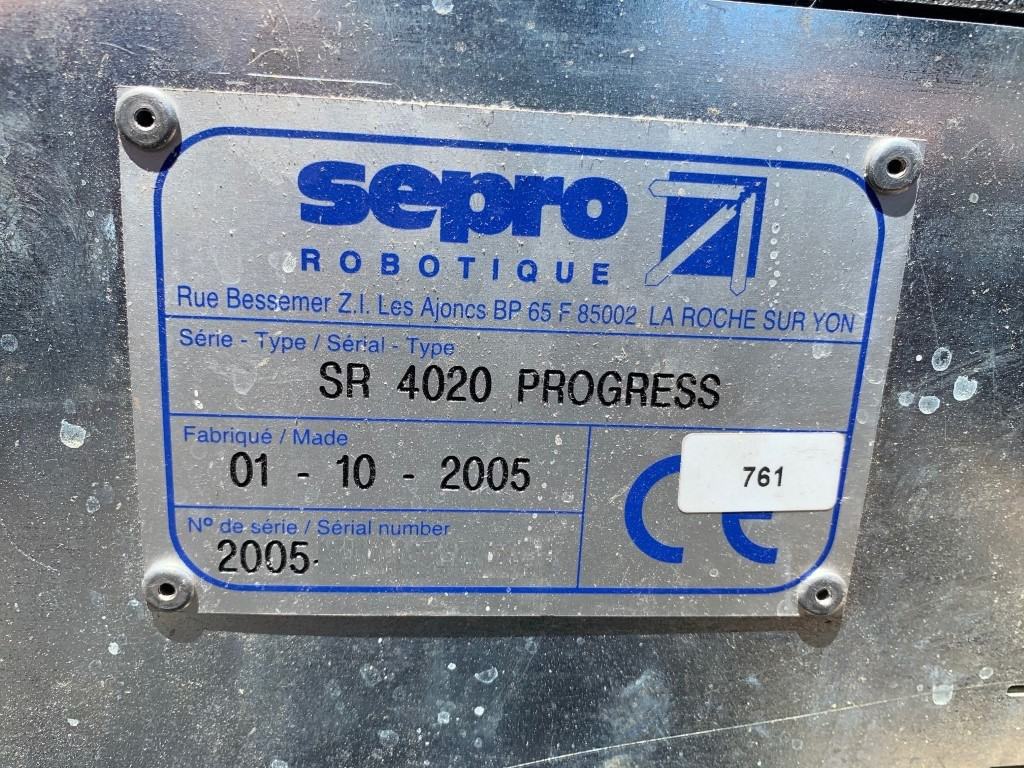 sepro
ROBOTIQUE
Rue Bessemer Z.I. Les Ajoncs BP 65 F 85002 LA ROCHE SUR YON
Série - Type / Sérial - Type
SR 4020 PROGRESS
Fabriqué / Made
01 - 10 - 2005
CE
761
Nº de série / Sérial number
2005